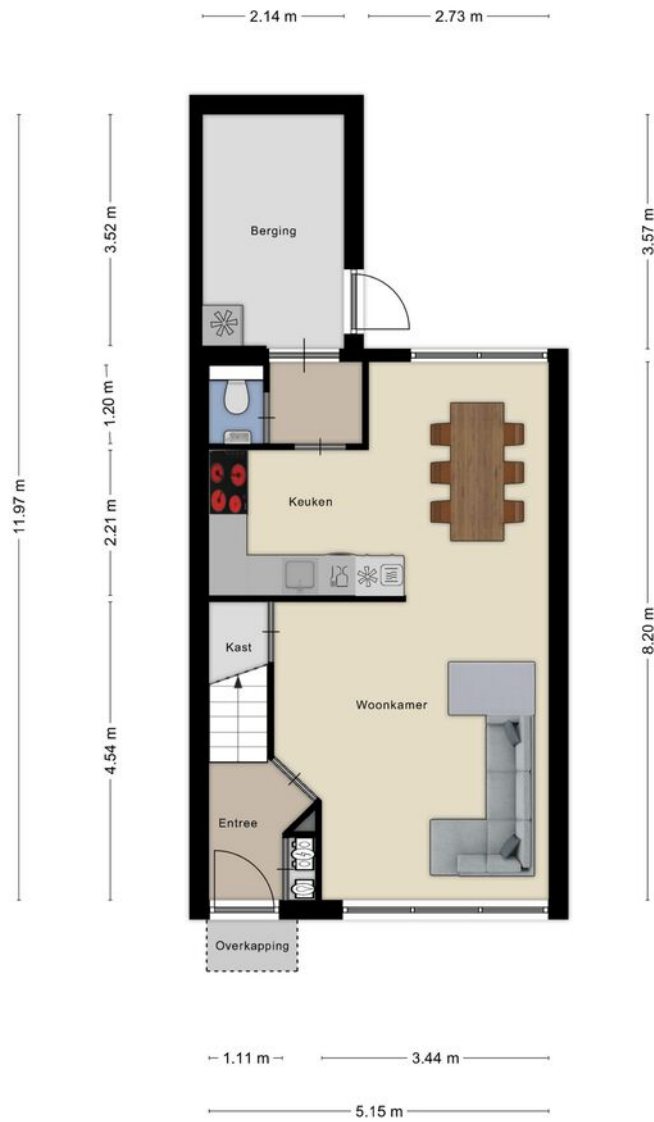 2.14 m
2.73 m
Berging
3.52 m
3.57 m
1.20 m
11.97 m
2.21 m
Keuken
8.20 m
Kast
Woonkamer
4.54 m
Entree
Overkapping
1.11 m
3.44 m
5.15 m